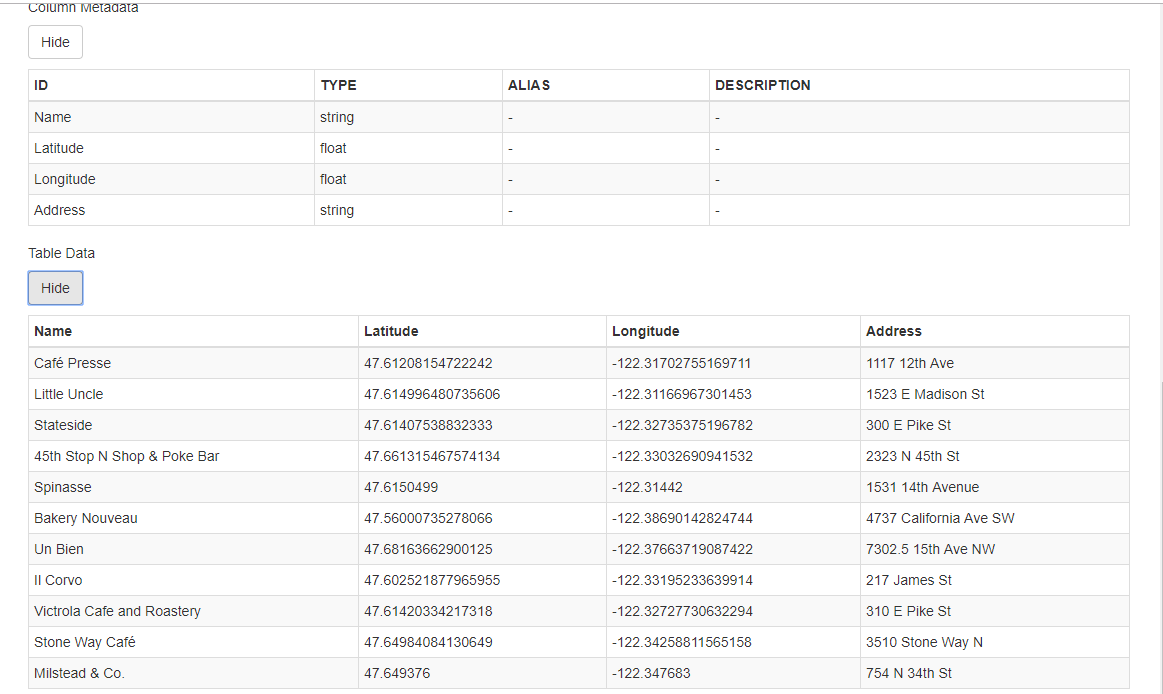 Column Metadata
Hide
ID TYPE ALIAS DESCRIPTION
Name string - -
Latitude float - -
Longitude float - -
Address string - -
Table Data
Hide
Name Latitude Longitude Address
Café Presse 47.61208154722242 -122.31702755169711 1117 12th Ave
Little Uncle 47.614996480735606 -122.31166967301453 1523 E Madison St
Stateside 47.61407538832333 -122.32735375196782 300 E Pike St
45th Stop N Shop & Poke Bar 47.661315467574134 -122.33032690941532 2323 N 45th St
Spinasse 47.6150499 -122.31442 1531 14th Avenue
Bakery Nouveau 47.56000735278066 -122.38690142824744 4737 California Ave SW
Un Bien 47.68163662900125 -122.37663719087422 7302.5 15th Ave NW
Il Corvo 47.602521877965955 -122.33195233639914 217 James St
Victrola Cafe and Roastery 47.61420334217318 -122.32727730632294 310 E Pike St
Stone Way Café 47.64984084130649 -122.34258811565158 3510 Stone Way N
Milstead & Co. 47.649376 -122.347683 754 N 34th St